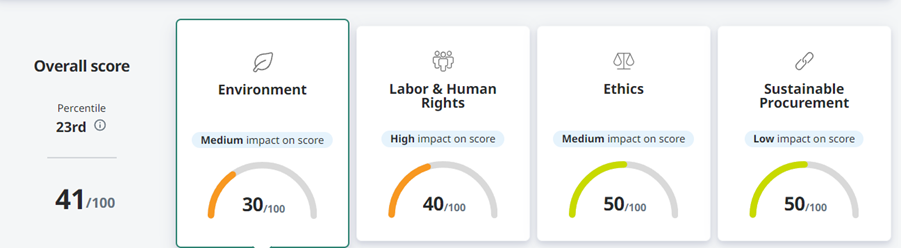 Overall score
Percentile
23rd
41/100
Environment
Medium impact on score
30/100
Labor & Human
Rights
High impact on score
40/100
Ethics
Medium impact on score
50/100
Sustainable
Procurement
Low impact on score
50/100